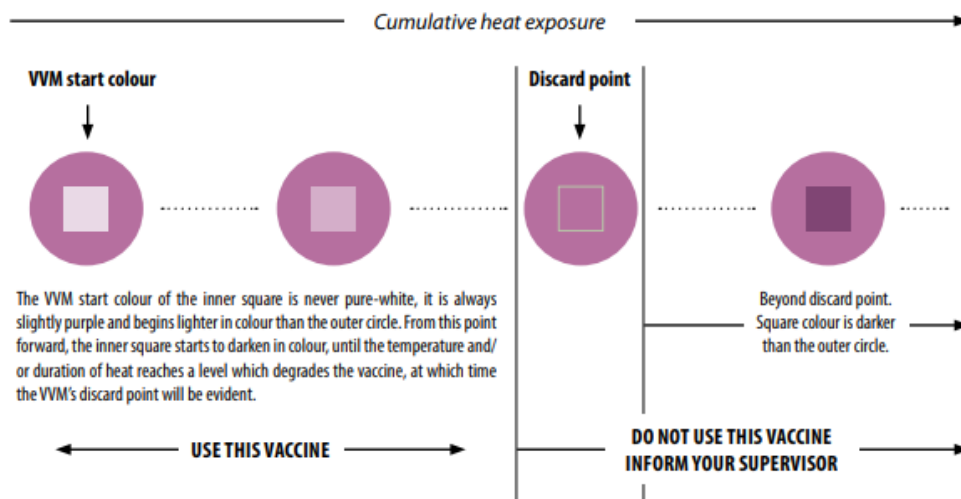 Cumulative heat exposure
VVM start colour
Discard point
The VVM start colour of the inner square is never pure-white, it is always
slightly purple and begins lighter in colour than the outer circle. From this point
forward, the inner square starts to darken in colour, until the temperature and/
or duration of heat reaches a level which degrades the vaccine, at which time
the VVM's discard point will be evident.
Beyond discard point.
Square colour is darker
than the outer circle.
USE THIS VACCINE
DO NOT USE THIS VACCINE
INFORM YOUR SUPERVISOR